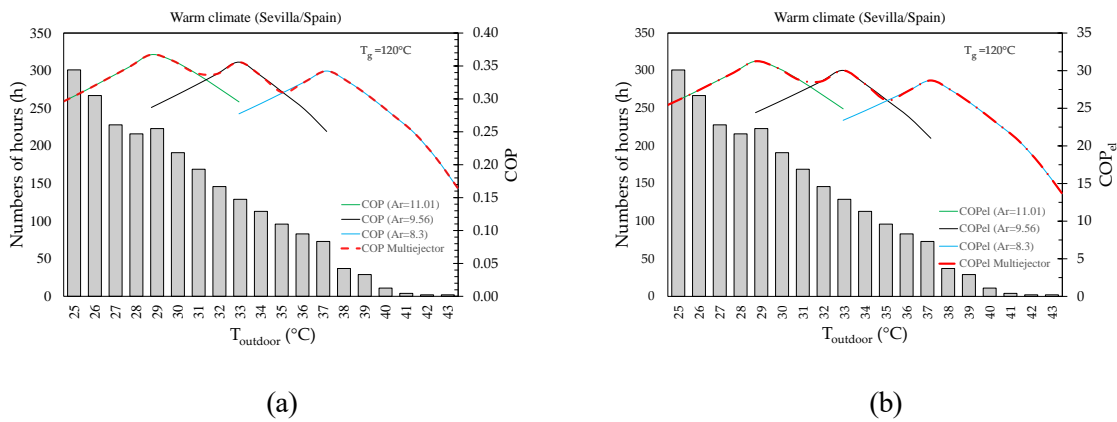 Warm climate (Sevilla/Spain)
Numbers of hours (h)
350
300
250
200
150
100
50
0
T_g =120°C
COP (Ar=11.01)
COP (Ar=9.56)
COP (Ar=8.3)
COP Multiejector
0.40
0.35
0.30
0.25
0.20
0.15
0.10
0.05
0.00
COP
25 26 27 28 29 30 31 32 33 34 35 36 37 38 39 40 41 42 43
T_outdoor (°C)
(a)
Warm climate (Sevilla/Spain)
Numbers of hours (h)
350
300
250
200
150
100
50
0
T_g =120°C
COPel (Ar=11.01)
COPel (Ar=9.56)
COPel (Ar=8.3)
COPel Multiejector
35
30
25
20
15
10
5
0
COP_el
25 26 27 28 29 30 31 32 33 34 35 36 37 38 39 40 41 42 43
T_outdoor (°C)
(b)